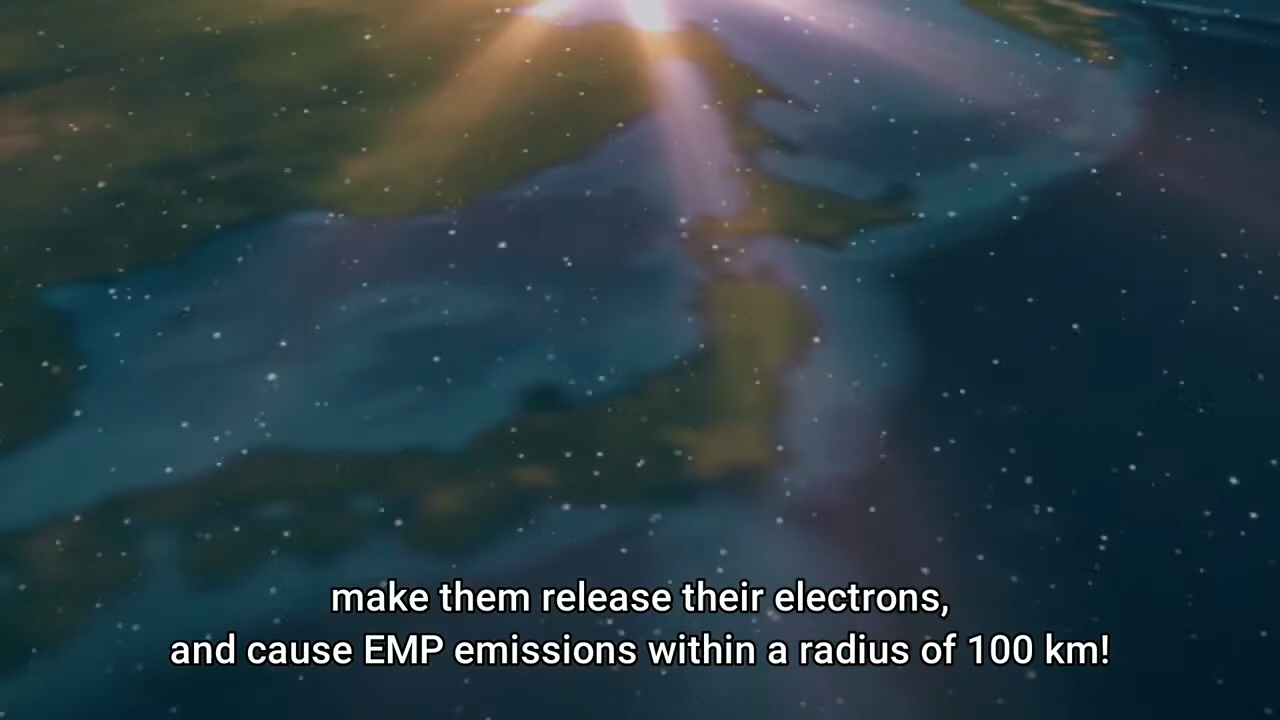 make them release their electrons,
and cause EMP emissions within a radius of 100 km!